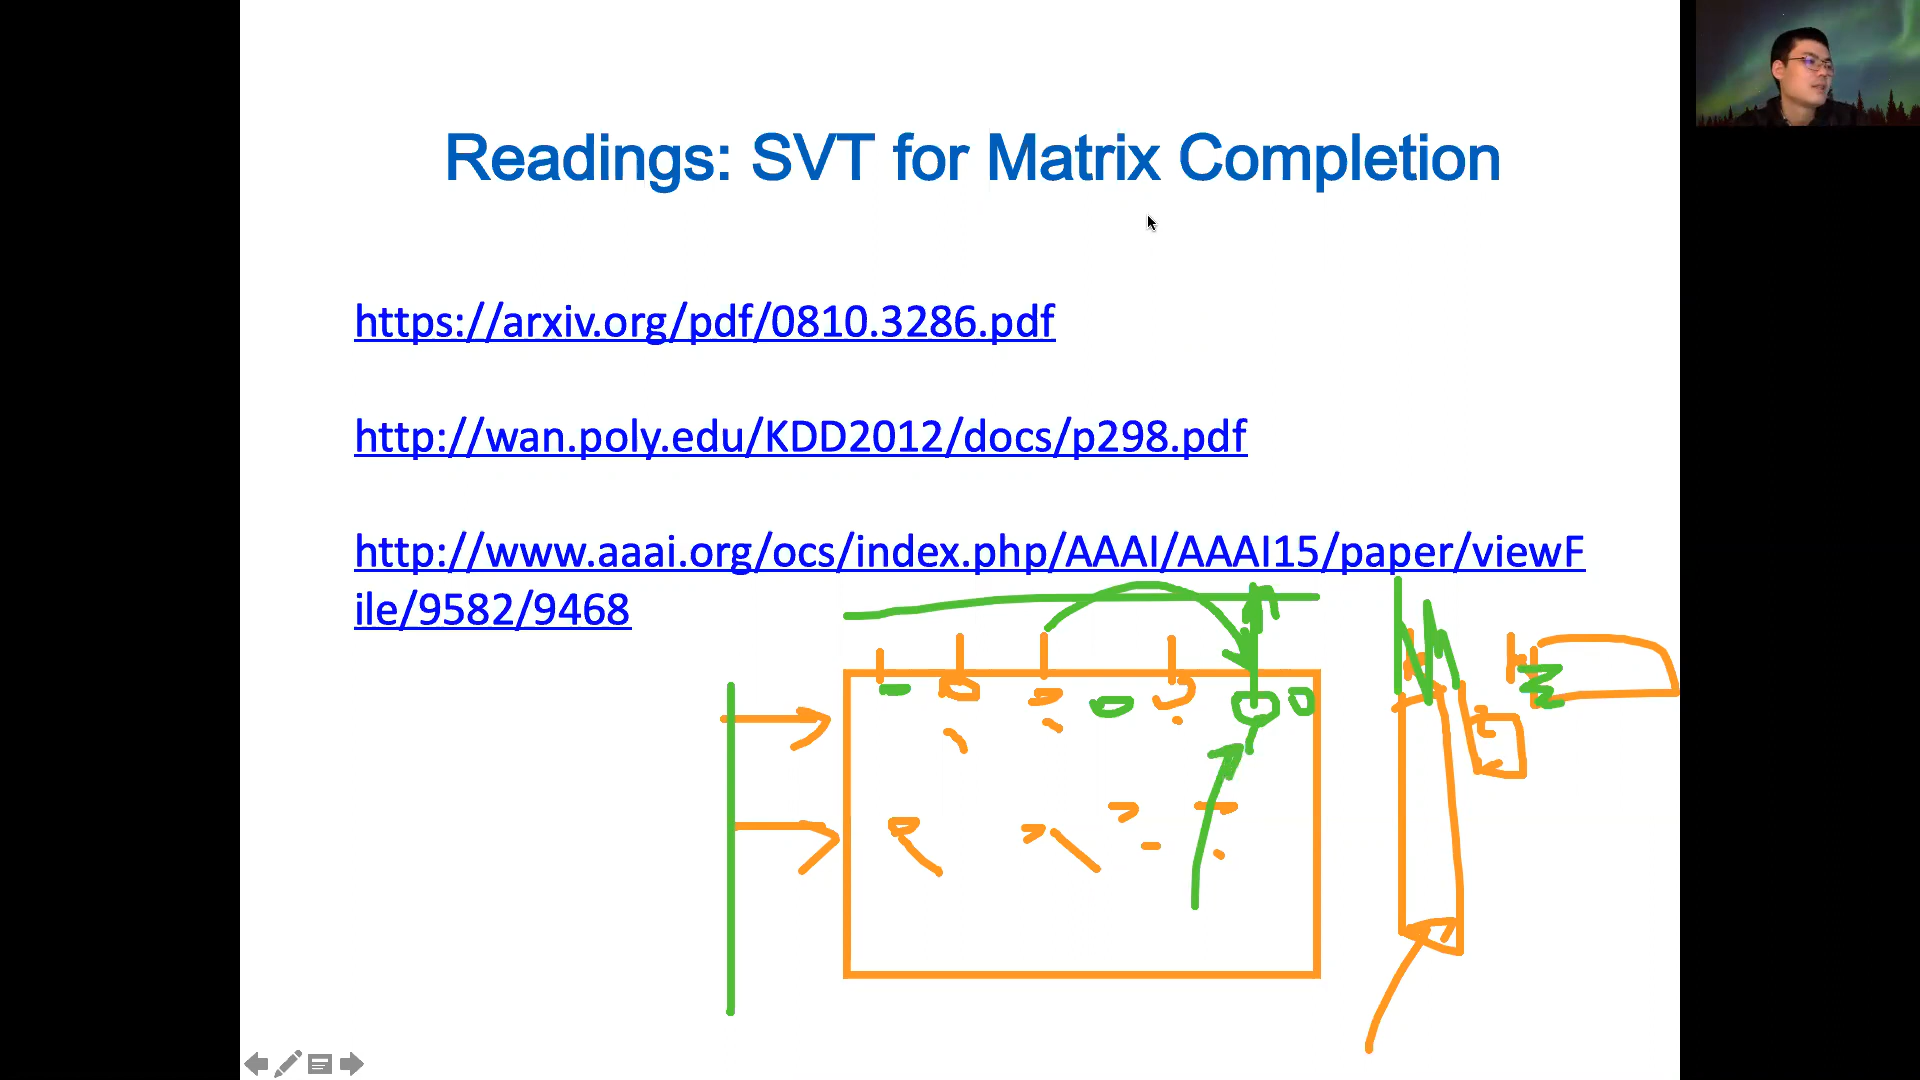 Readings: SVT for Matrix Completion
https://arxiv.org/pdf/0810.3286.pdf
http://wan.poly.edu/KDD2012/docs/p298.pdf
http://www.aaai.org/ocs/index.php/AAAI/AAAI15/paper/viewF
ile/9582/9468